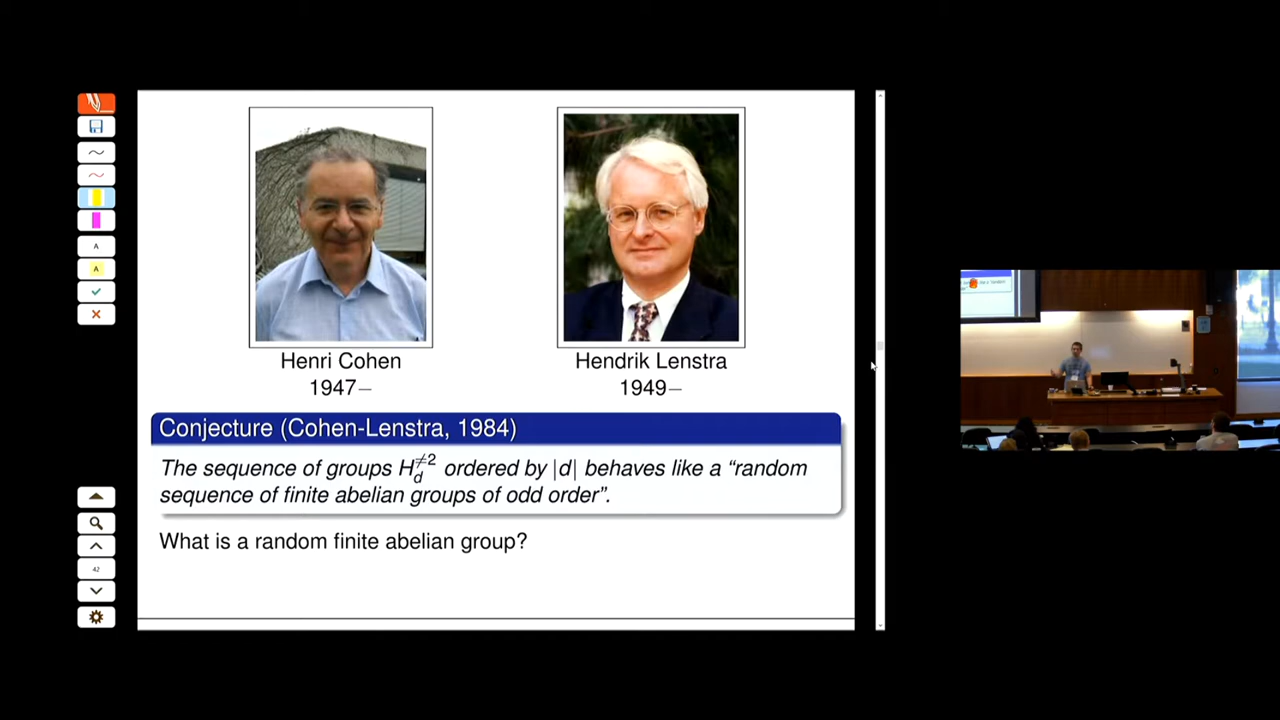 Henri Cohen
1947–
Hendrik Lenstra
1949–
Conjecture (Cohen-Lenstra, 1984)
The sequence of groups H_d^{≠2} ordered by |d| behaves like a “random
sequence of finite abelian groups of odd order”.
What is a random finite abelian group?
A
A
42